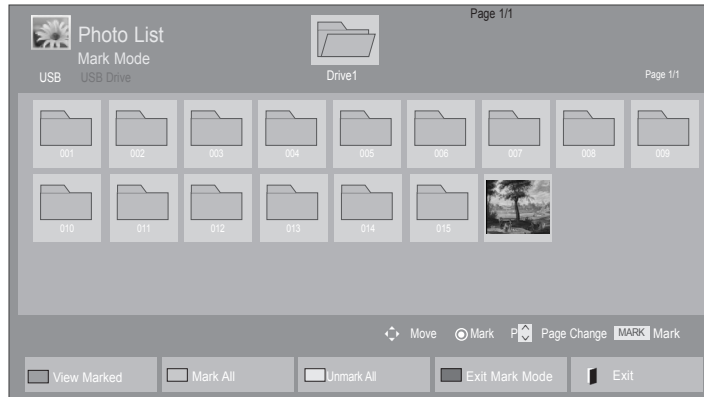 Page 1/1
Photo List
Mark Mode
USB USB Drive
Drive1
Page 1/1
001 002 003 004 005 006 007 008 009
010 011 012 013 014 015
Move Mark P Page Change MARK Mark
View Marked Mark All Unmark All Exit Mark Mode Exit